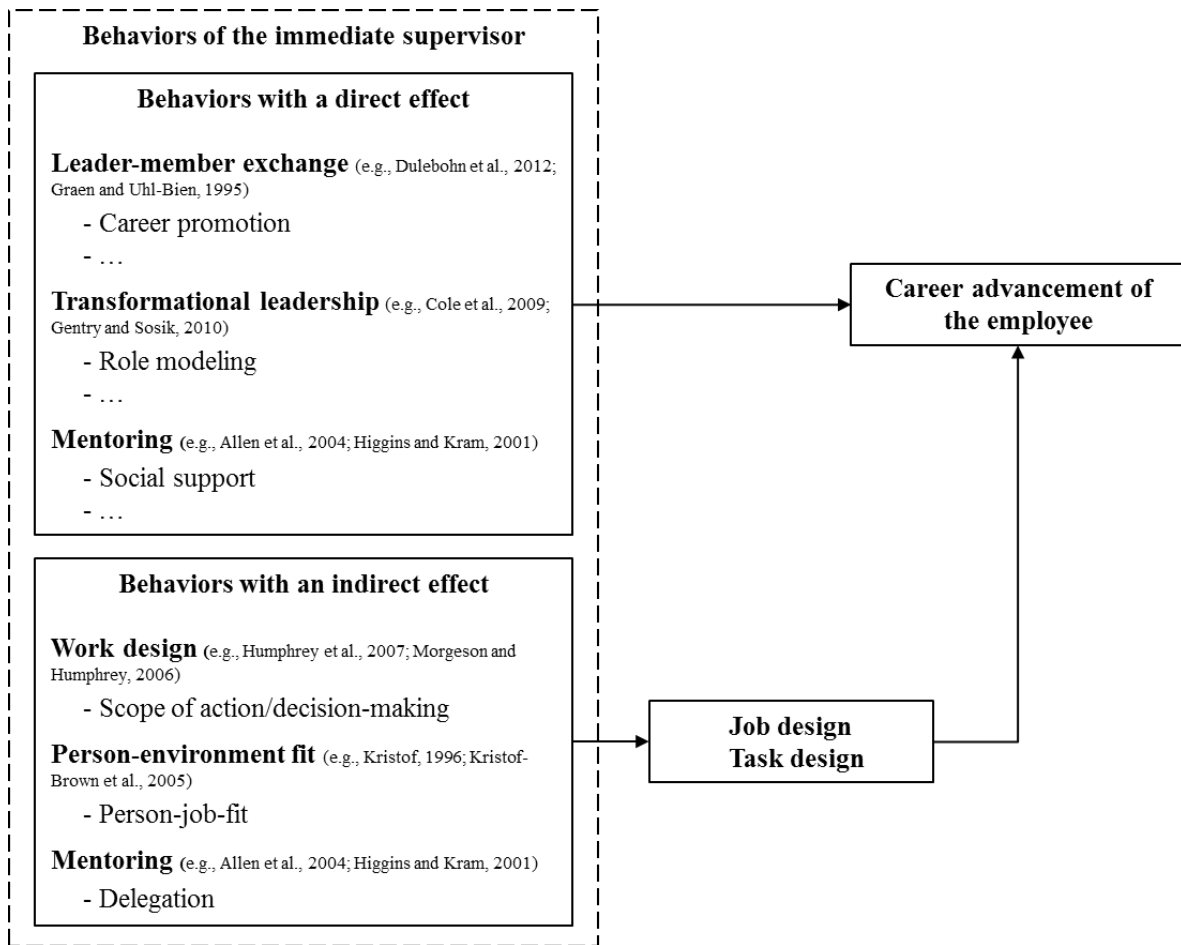 Behaviors of the immediate supervisor
Behaviors with a direct effect
Leader-member exchange (e.g., Dulebohn et al., 2012;
Graen and Uhl-Bien, 1995)
- Career promotion
- …
Transformational leadership (e.g., Cole et al., 2009;
Gentry and Sosik, 2010)
- Role modeling
- …
Mentoring (e.g., Allen et al., 2004; Higgins and Kram, 2001)
- Social support
- …
Behaviors with an indirect effect
Work design (e.g., Humphrey et al., 2007; Morgeson and
Humphrey, 2006)
- Scope of action/decision-making
Person-environment fit (e.g., Kristof, 1996; Kristof-
Brown et al., 2005)
- Person-job-fit
Mentoring (e.g., Allen et al., 2004; Higgins and Kram, 2001)
- Delegation
Job design
Task design
Career advancement of
the employee